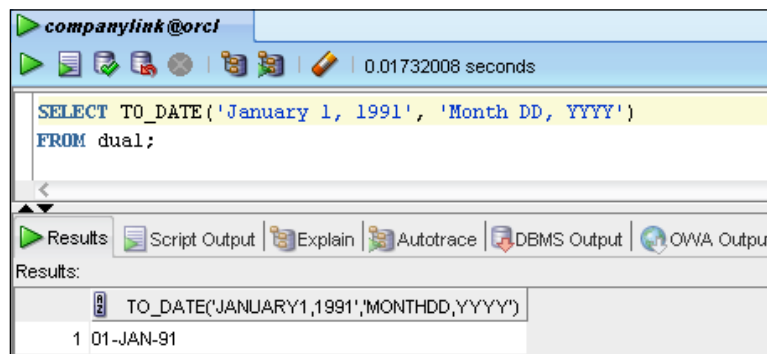 companylink@orcl
0.01732008 seconds
SELECT TO_DATE('January 1, 1991', 'Month DD, YYYY')
FROM dual;
Results Script Output Explain Autotrace DBMS Output OWA Outpu
Results:
TO_DATE('JANUARY1,1991','MONTHDD,YYYY')
1 01-JAN-91